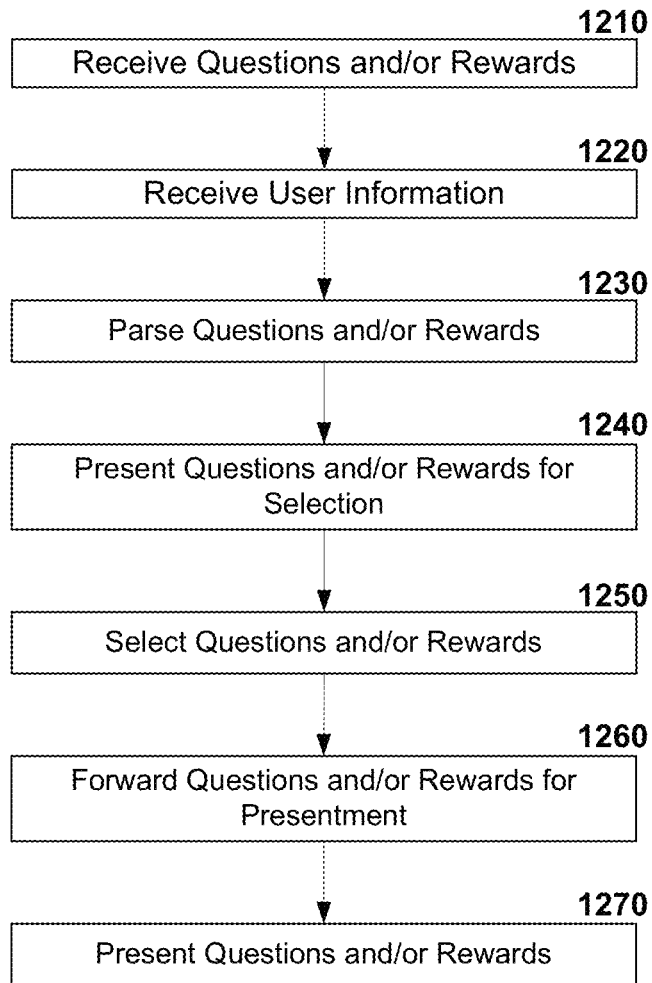 1210
Receive Questions and/or Rewards
1220
Receive User Information
1230
Parse Questions and/or Rewards
1240
Present Questions and/or Rewards for
Selection
1250
Select Questions and/or Rewards
1260
Forward Questions and/or Rewards for
Presentment
1270
Present Questions and/or Rewards